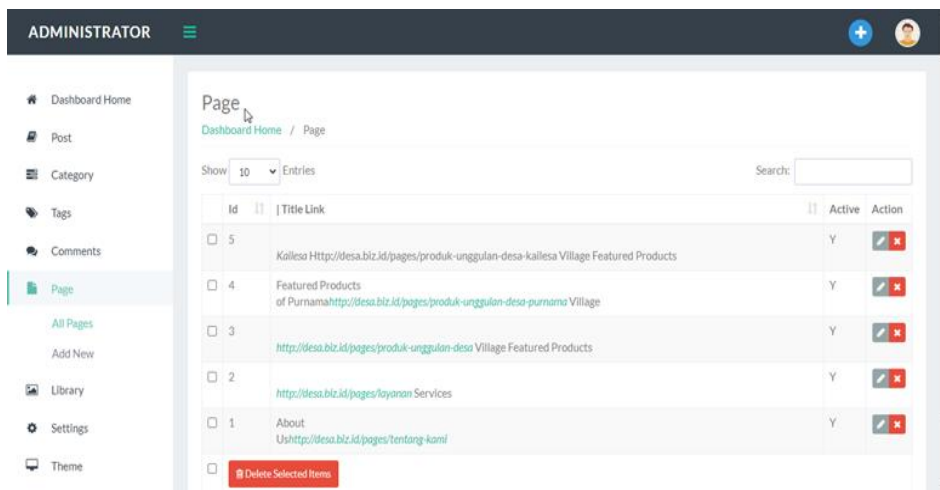 ADMINISTRATOR
Dashboard Home
Post
Category
Tags
Comments
Page
All Pages
Add New
Library
Settings
Theme
Page
Dashboard Home / Page
Show 10 Entries
Search:
Id | Title Link Active Action
5 Kailesa Http://desa.biz.id/pages/produk-unggulan-desa-kailesa Village Featured Products Y
4 Featured Products Y
of Purnamahttp://desa.biz.id/pages/produk-unggulan-desa-purnama Village
3 http://desa.biz.id/pages/produk-unggulan-desa Village Featured Products Y
2 http://desa.biz.id/pages/layanan Services Y
1 About Y
Ushttp://desa.biz.id/pages/tentang-kami
Delete Selected Items